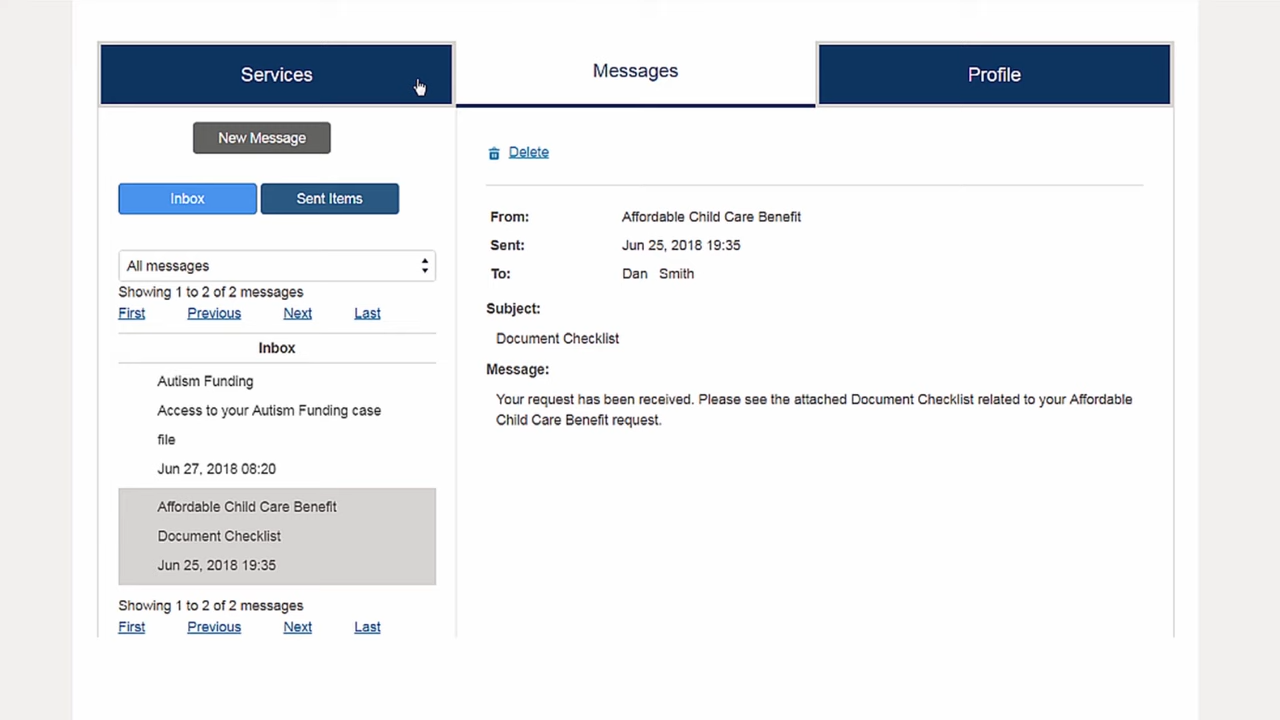 Services
Messages
Profile
New Message
Inbox
Sent Items
All messages
Showing 1 to 2 of 2 messages
First Previous Next Last
Inbox
Autism Funding
Access to your Autism Funding case
file
Jun 27, 2018 08:20
Affordable Child Care Benefit
Document Checklist
Jun 25, 2018 19:35
Showing 1 to 2 of 2 messages
First Previous Next Last
Delete
From: Affordable Child Care Benefit
Sent: Jun 25, 2018 19:35
To: Dan Smith
Subject:
Document Checklist
Message:
Your request has been received. Please see the attached Document Checklist related to your Affordable
Child Care Benefit request.